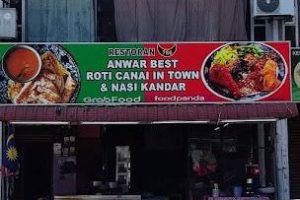 RESTORAN
ANWAR BEST
ROTI CANAI IN TOWN
& NASI KANDAR
GrabFood foodpanda